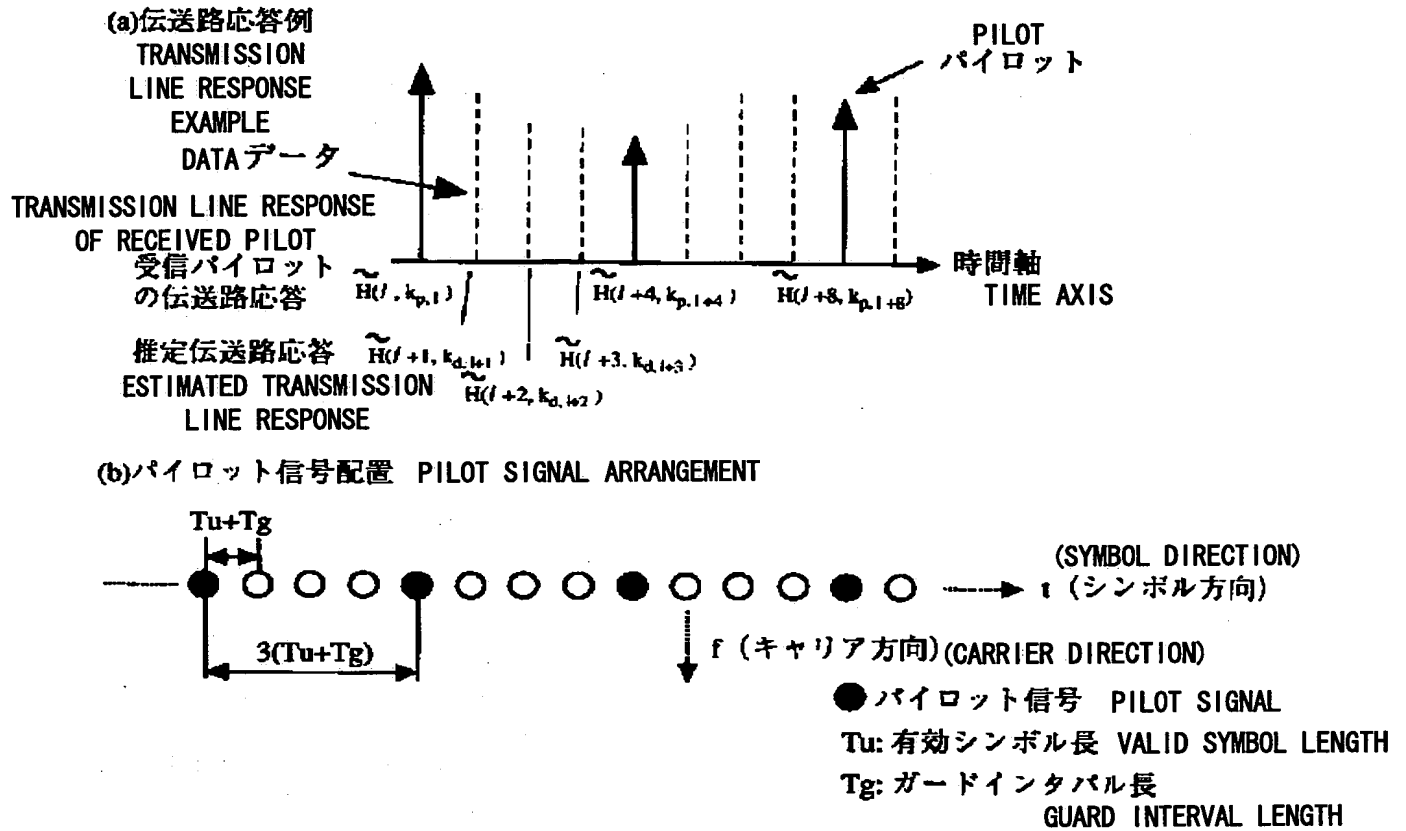 (a)伝送路応答例
TRANSMISSION
LINE RESPONSE
EXAMPLE
PILOT
パイロット
DATAデータ
TRANSMISSION LINE RESPONSE
OF RECEIVED PILOT
受信パイロット
の伝送路応答
H̃(l, kp,l)
H̃(l+4, kp,l+4)
H̃(l+8, kp,l+8)
時間軸
TIME AXIS
推定伝送路応答
H̃(l+1, kd,l+1)
H̃(l+3, kd,l+3)
ESTIMATED TRANSMISSION
LINE RESPONSE
H̃(l+2, kd,l+2)
(b)パイロット信号配置 PILOT SIGNAL ARRANGEMENT
Tu+Tg
(SYMBOL DIRECTION)
t (シンボル方向)
3(Tu+Tg)
f (キャリア方向)(CARRIER DIRECTION)
パイロット信号 PILOT SIGNAL
Tu: 有効シンボル長 VALID SYMBOL LENGTH
Tg: ガードインタバル長
GUARD INTERVAL LENGTH